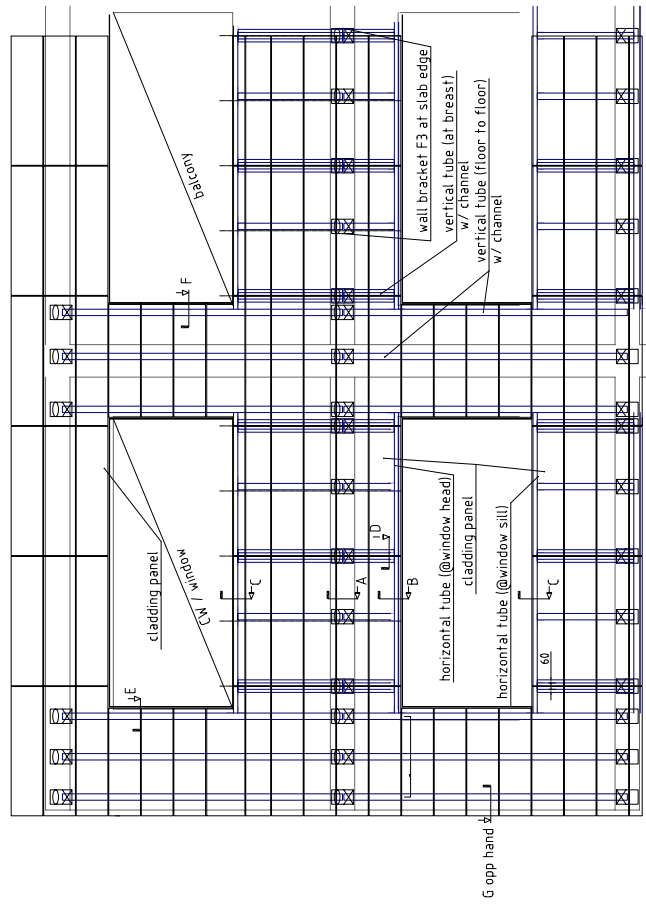 balcony
wall bracket F3 at slab edge
vertical tube (at breast)
w/ channel
vertical tube (floor to floor)
w/ channel
F
cladding panel
CW / window
E
C
A
D
B
horizontal tube (@window head)
cladding panel
horizontal tube (@window sill)
C
60
G opp hand